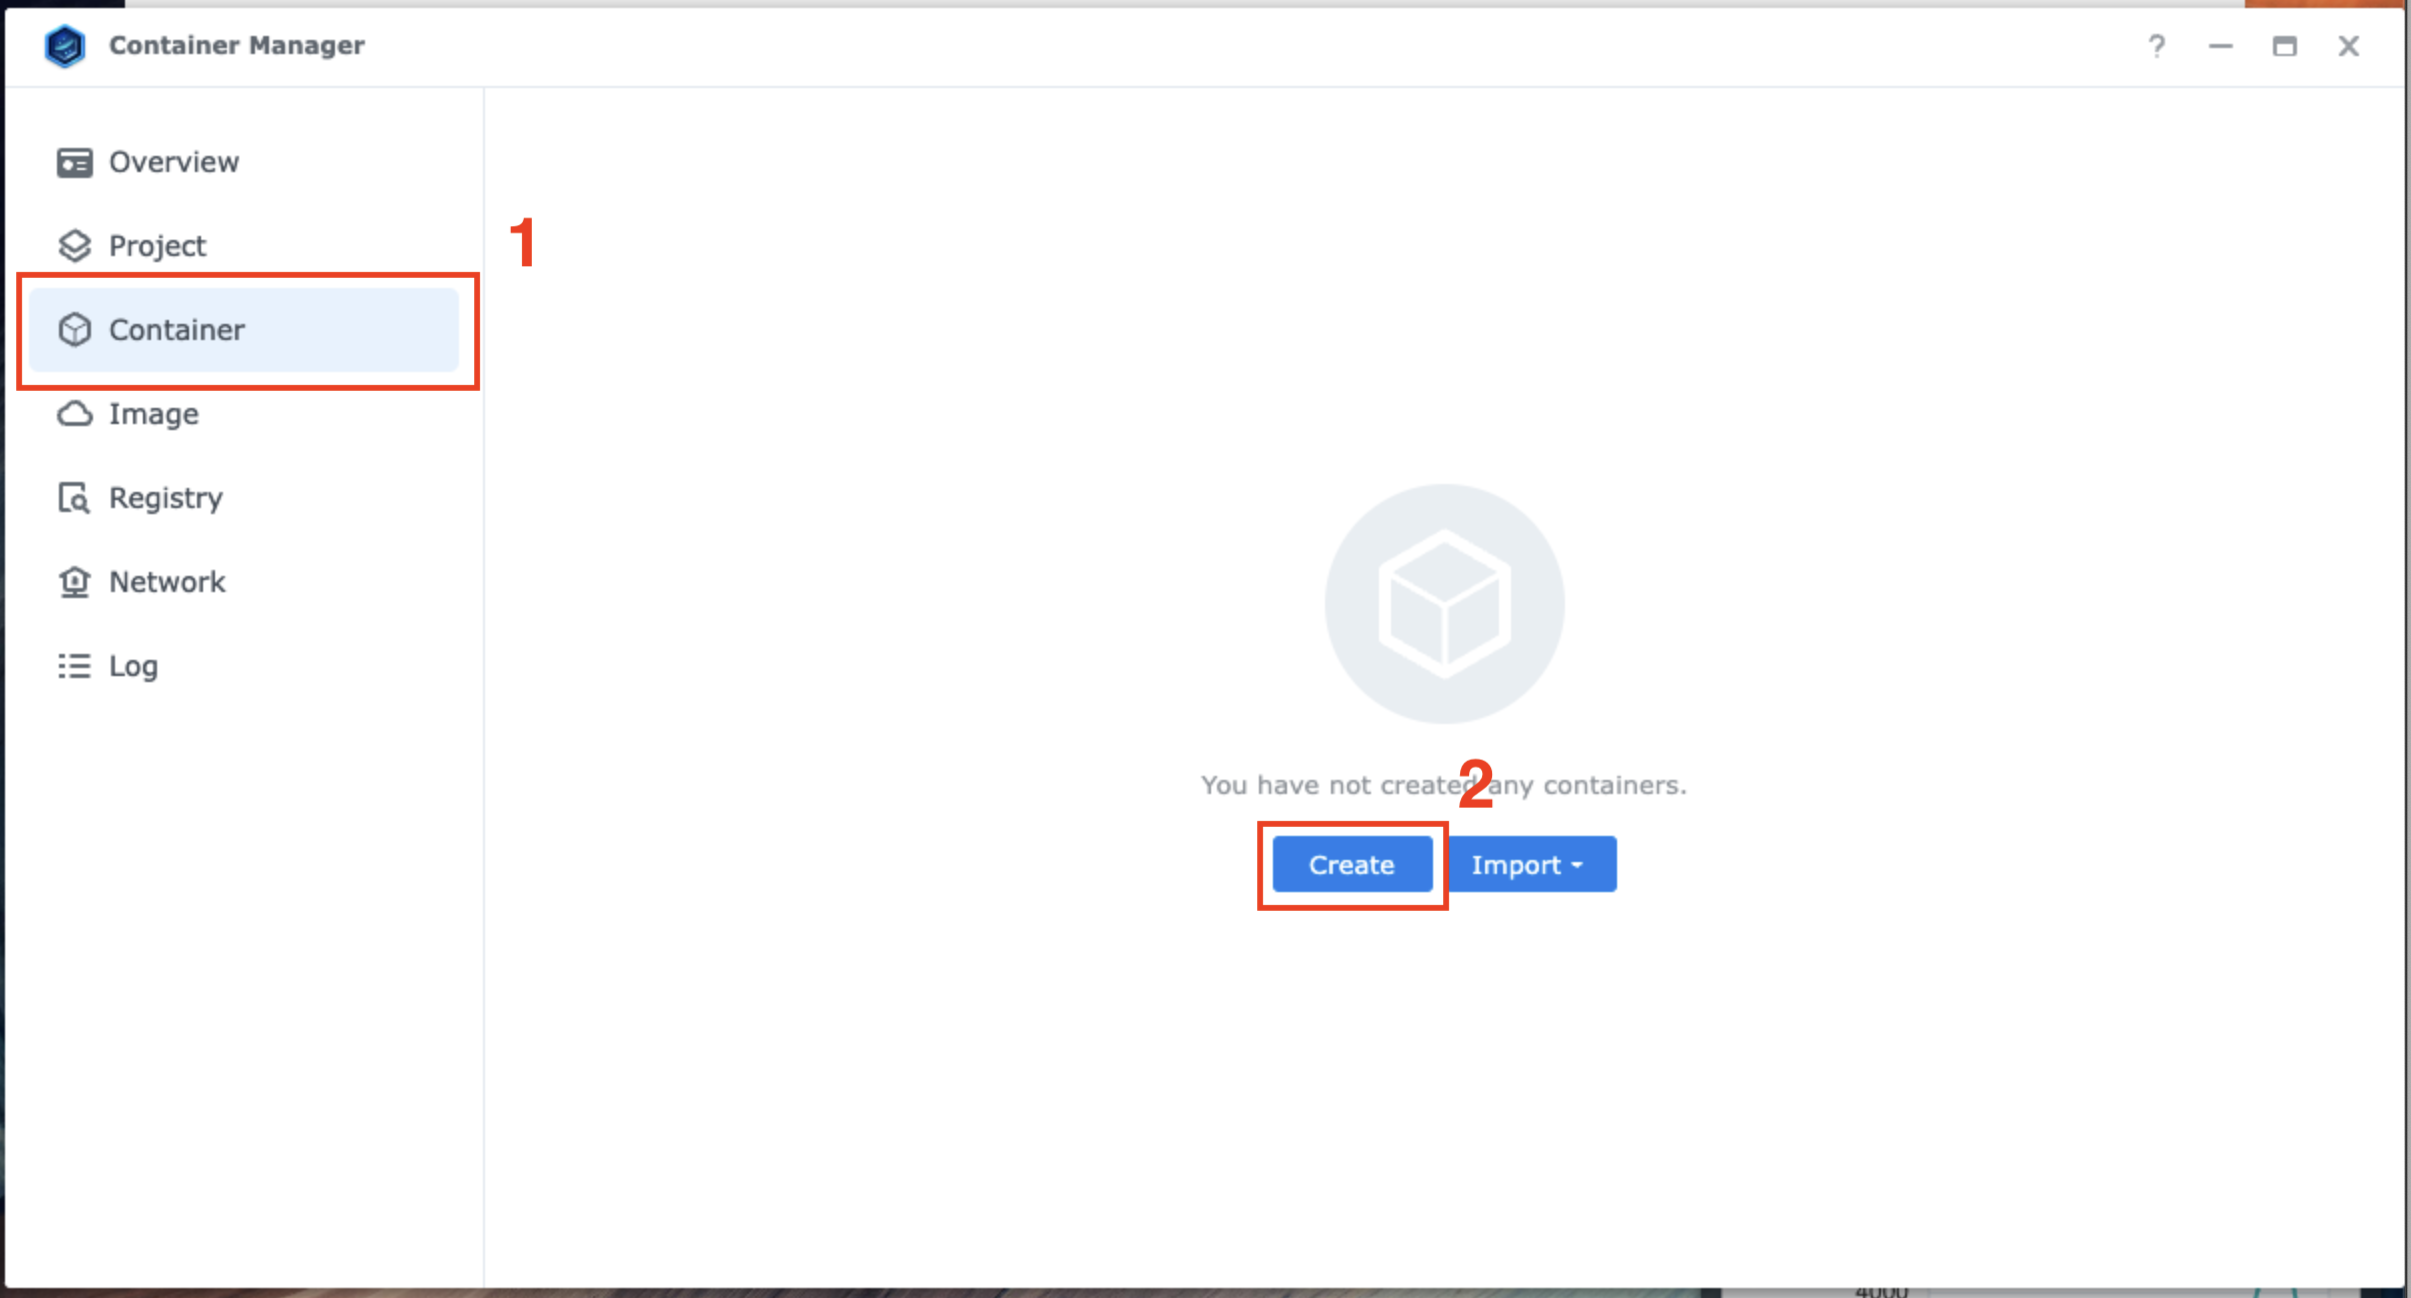 Container Manager
?
Overview
Project
1
Container
Image
Registry
Network
Log
You have not created any containers.
2
Create
Import
4000